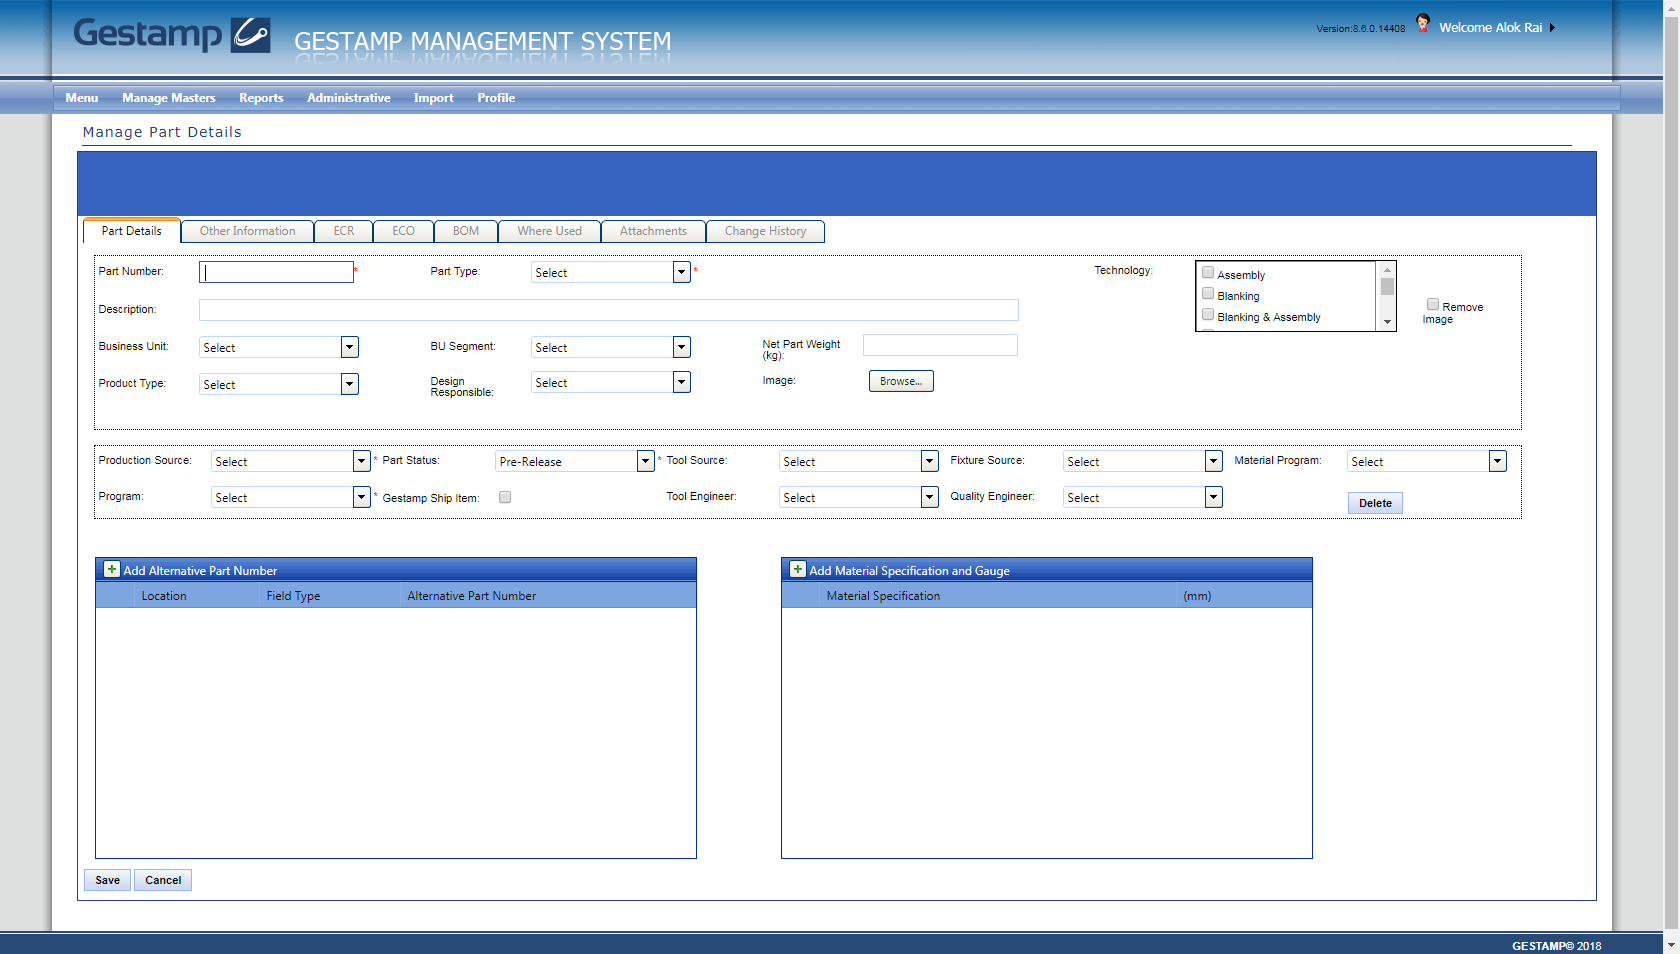 Gestamp
GESTAMP MANAGEMENT SYSTEM
Version:8.6.0.14408
Welcome Alok Rai
Menu Manage Masters Reports Administrative Import Profile
Manage Part Details
Part Details Other Information ECR ECO BOM Where Used Attachments Change History
Part Number: * Part Type: Select * Technology: Assembly
Blanking
Blanking & Assembly
Remove
Image
Description:
Business Unit: Select BU Segment: Select Net Part Weight
(kg):
Product Type: Select Design
Responsible: Select Image: Browse...
Production Source: Select * Part Status: Pre-Release * Tool Source: Select Fixture Source: Select Material Program: Select
Program: Select * Gestamp Ship Item: Tool Engineer: Select Quality Engineer: Select Delete
Add Alternative Part Number
Location Field Type Alternative Part Number
Add Material Specification and Gauge
Material Specification (mm)
Save Cancel
GESTAMP© 2018